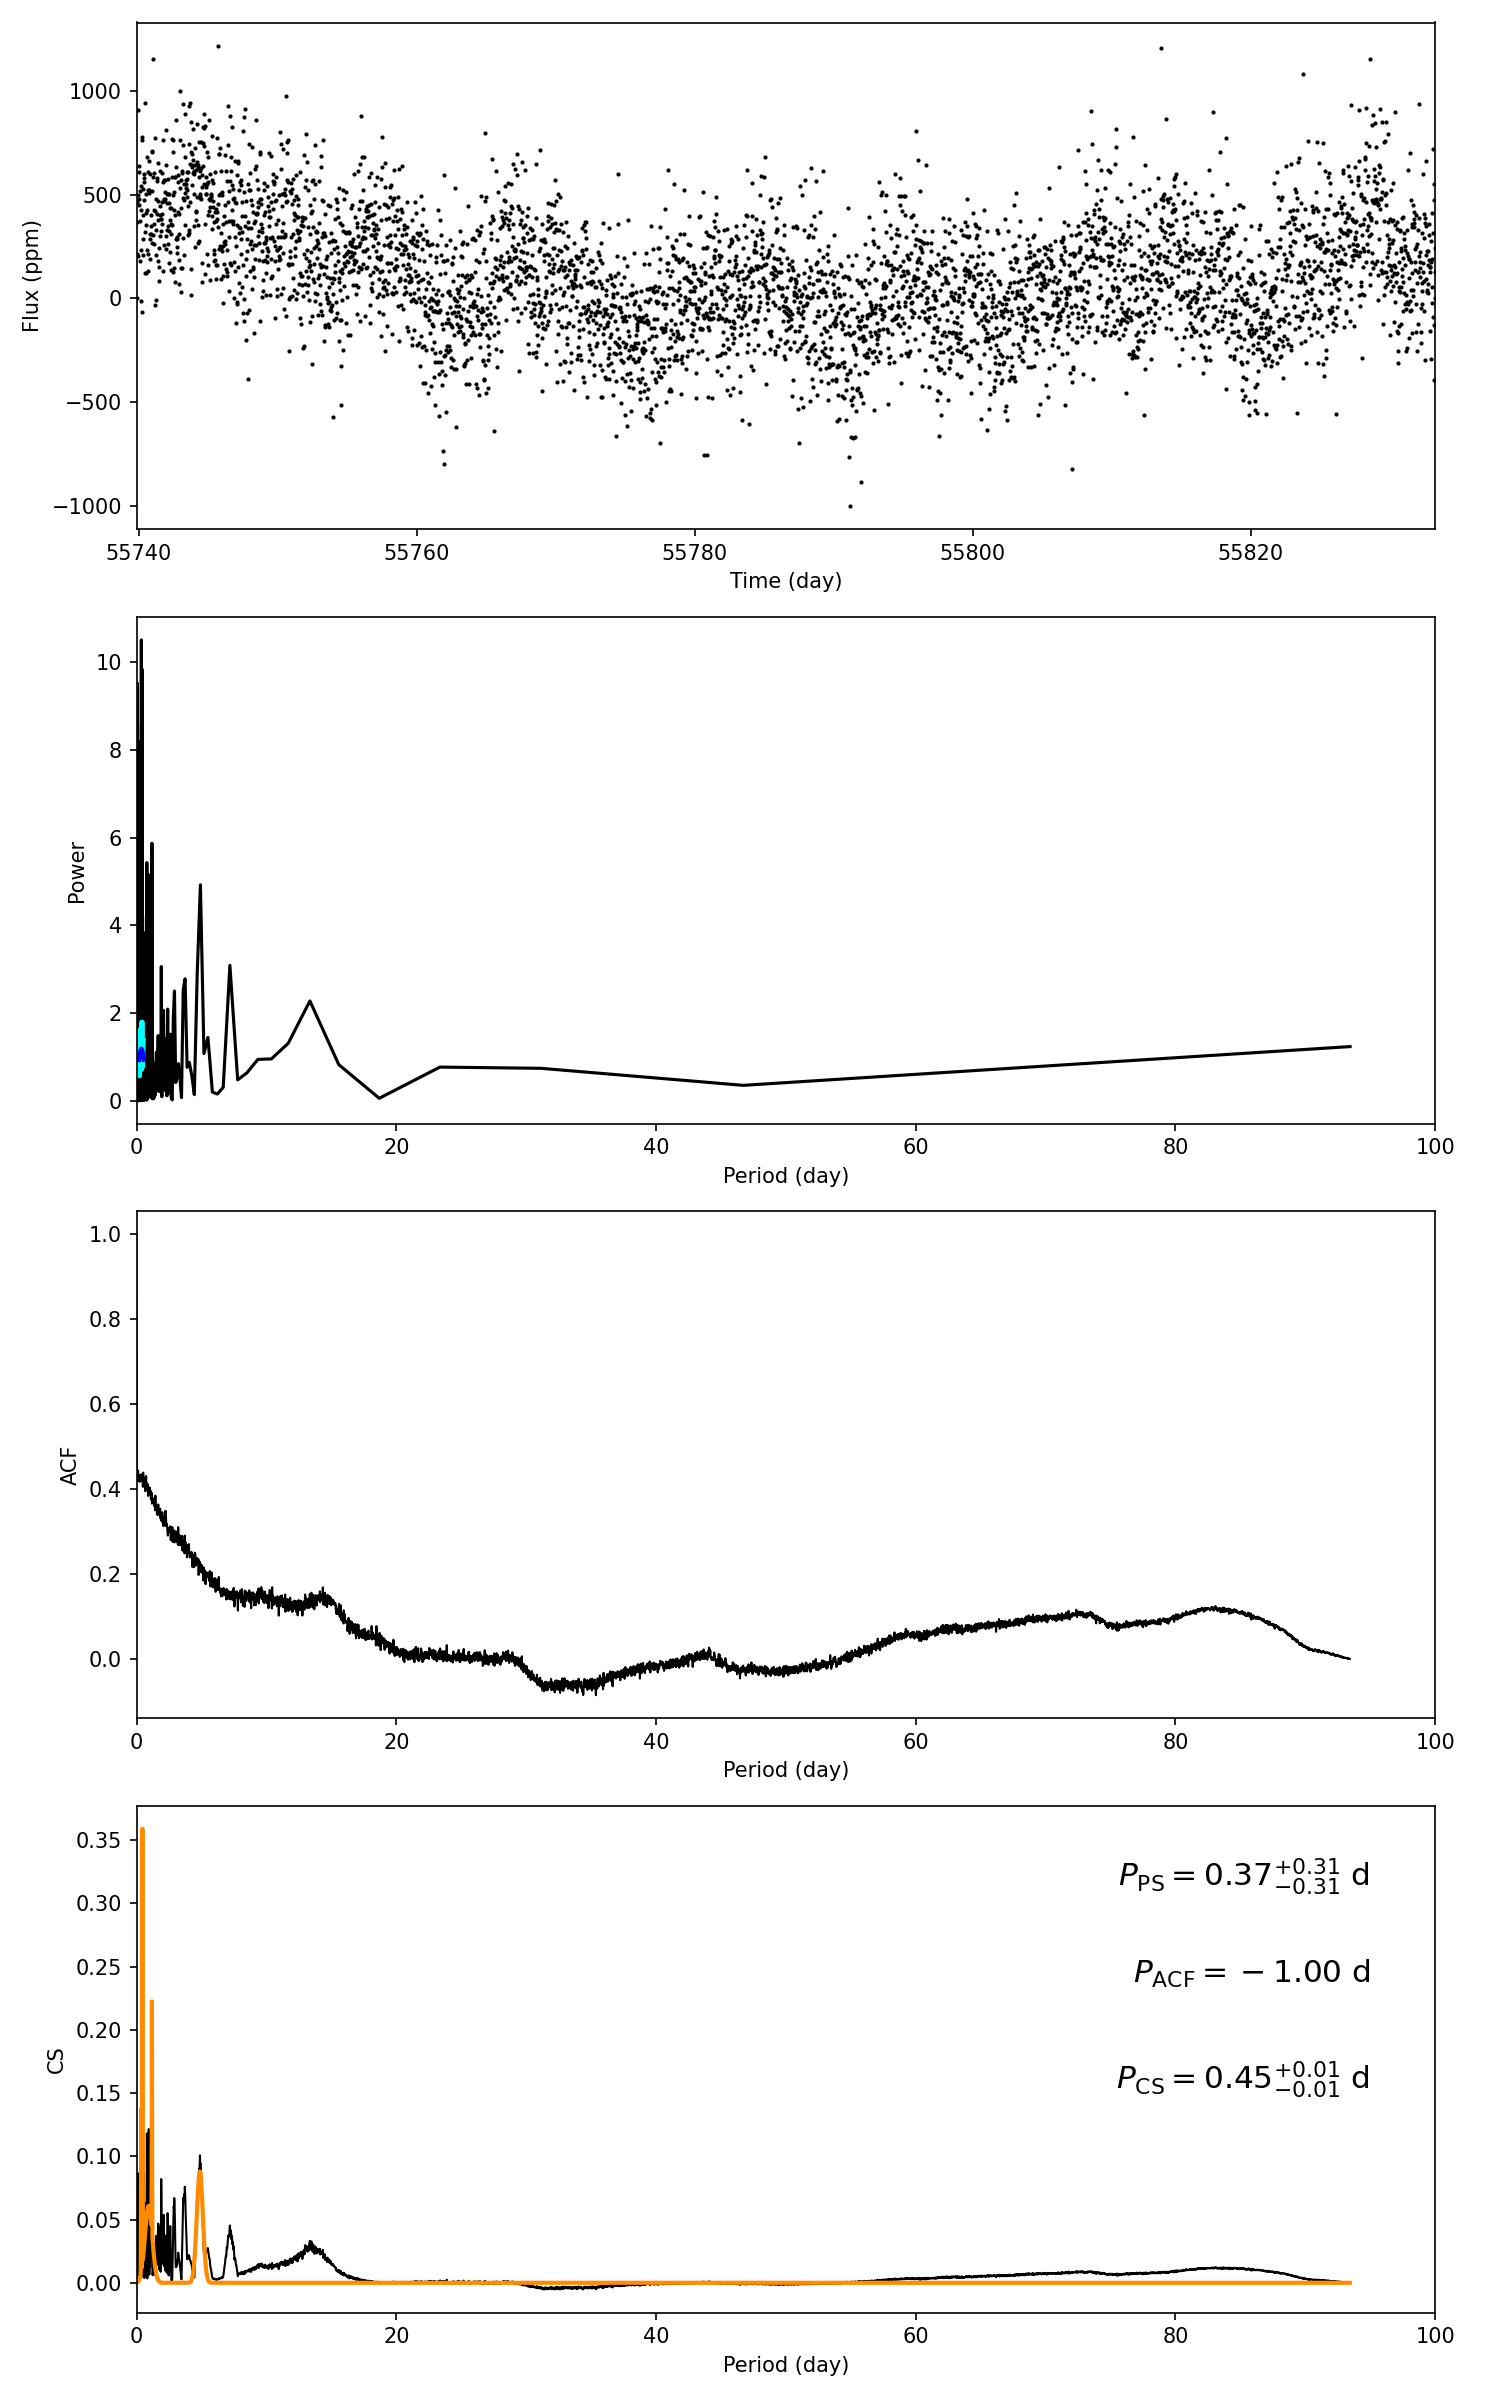 1000
500
0
−500
−1000
Flux (ppm)
55740 55760 55780 55800 55820
Time (day)
10
8
6
4
2
0
Power
0 20 40 60 80 100
Period (day)
1.0
0.8
0.6
0.4
0.2
0.0
ACF
0 20 40 60 80 100
Period (day)
0.35
0.30
0.25
0.20
0.15
0.10
0.05
0.00
CS
P_PS = 0.37^{+0.31}_{−0.31} d
P_ACF = −1.00 d
P_CS = 0.45^{+0.01}_{−0.01} d
0 20 40 60 80 100
Period (day)